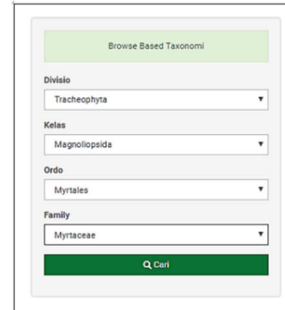 Browse Based Taxonomi
Divisio
Tracheophyta
Kelas
Magnoliopsida
Ordo
Myrtales
Family
Myrtaceae
Cari